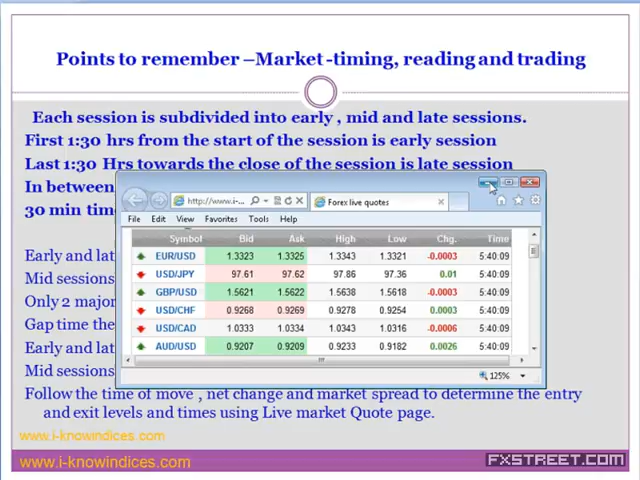 Points to remember –Market -timing, reading and trading
Each session is subdivided into early , mid and late sessions.
First 1:30 hrs from the start of the session is early session
Last 1:30 Hrs towards the close of the session is late session
In between
30 min tim
http://www.i-
Forex live quotes
File Edit View Favorites Tools Help
Symbol Bid Ask High Low Chg. Time
EUR/USD 1.3323 1.3325 1.3343 1.3321 -0.0003 5:40:09
USD/JPY 97.61 97.62 97.86 97.36 0.01 5:40:09
GBP/USD 1.5621 1.5622 1.5638 1.5618 -0.0003 5:40:09
USD/CHF 0.9268 0.9269 0.9278 0.9254 0.0003 5:40:09
USD/CAD 1.0333 1.0334 1.0343 1.0316 -0.0006 5:40:09
AUD/USD 0.9207 0.9209 0.9233 0.9182 0.0026 5:40:09
125%
Early and lat
Mid sessions
Only 2 major
Gap time the
Early and lat
Mid sessions
Follow the time of move , net change and market spread to determine the entry
and exit levels and times using Live market Quote page.
www.i-knowindices.com
www.i-knowindices.com
FXSTREET.COM